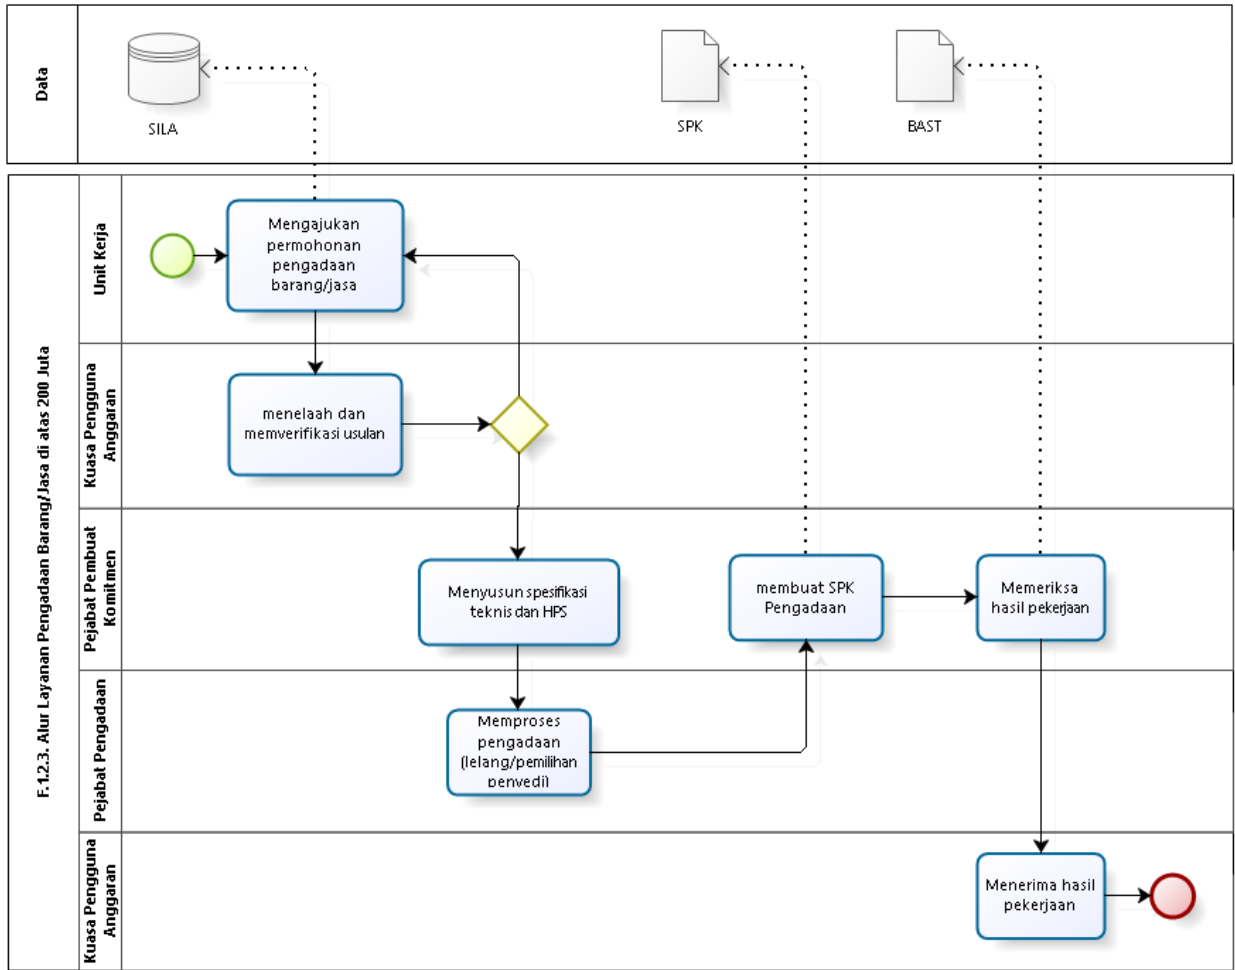 Data
SILA
SPK
BAST
F.1.2.3. Alur Layanan Pengadaan Barang/Jasa di atas 200 Juta
Unit Kerja
Mengajukan
permohonan
pengadaan
barang/jasa
Kuasa Pengguna
Anggaran
menelaah dan
memverifikasi usulan
Pejabat Pembuat
Komitmen
Menyusun spesifikasi
teknis dan HPS
membuat SPK
Pengadaan
Memeriksa
hasil pekerjaan
Pejabat Pengadaan
Memproses
pengadaan
(lelang/pemilihan
penyedi)
Kuasa Pengguna
Anggaran
Menerima hasil
pekerjaan